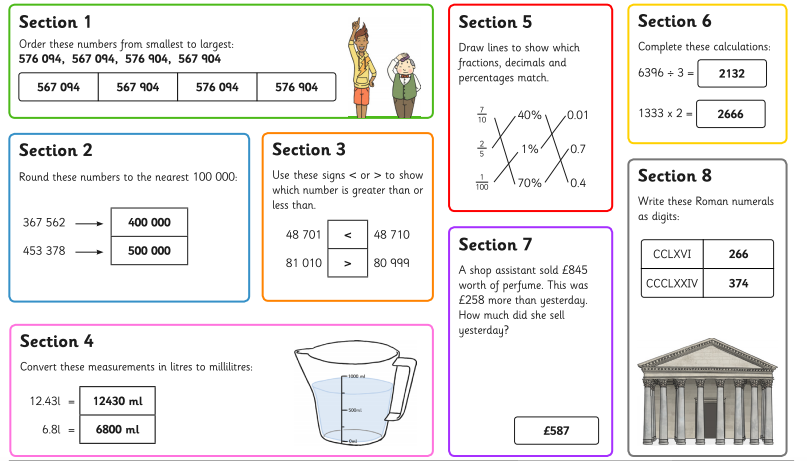 Section 1
Order these numbers from smallest to largest:
576 094, 567 094, 576 904, 567 904
567 094 567 904 576 094 576 904
Section 2
Round these numbers to the nearest 100 000:
367 562 400 000
453 378 500 000
Section 3
Use these signs < or > to show
which number is greater than or
less than.
48 701 < 48 710
81 010 > 80 999
Section 4
Convert these measurements in litres to millilitres:
12.43l = 12430 ml
6.8l = 6800 ml
1000 ml
500ml
0ml
Section 5
Draw lines to show which
fractions, decimals and
percentages match.
7/10 40% 0.01
2/5 1% 0.7
1/100 70% 0.4
Section 6
Complete these calculations:
6396 ÷ 3 = 2132
1333 x 2 = 2666
Section 7
A shop assistant sold £845
worth of perfume. This was
£258 more than yesterday.
How much did she sell
yesterday?
£587
Section 8
Write these Roman numerals
as digits:
CCLXVI 266
CCCLXXIV 374